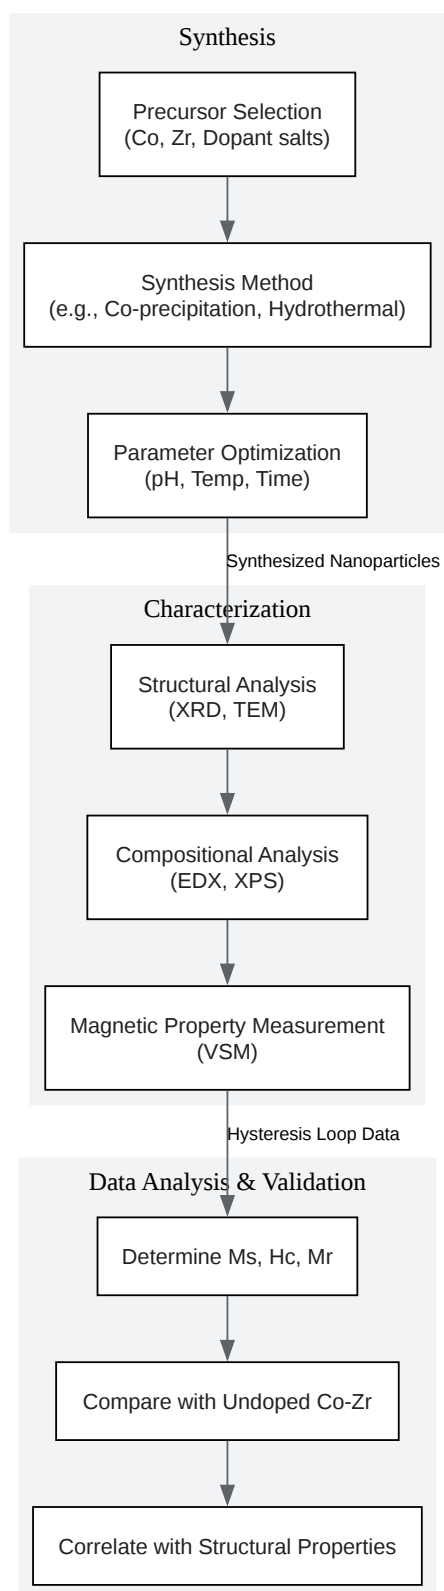 Synthesis
Precursor Selection
(Co, Zr, Dopant salts)
Synthesis Method
(e.g., Co-precipitation, Hydrothermal)
Parameter Optimization
(pH, Temp, Time)
Synthesized Nanoparticles
Characterization
Structural Analysis
(XRD, TEM)
Compositional Analysis
(EDX, XPS)
Magnetic Property Measurement
(VSM)
Hysteresis Loop Data
Data Analysis & Validation
Determine Ms, Hc, Mr
Compare with Undoped Co-Zr
Correlate with Structural Properties